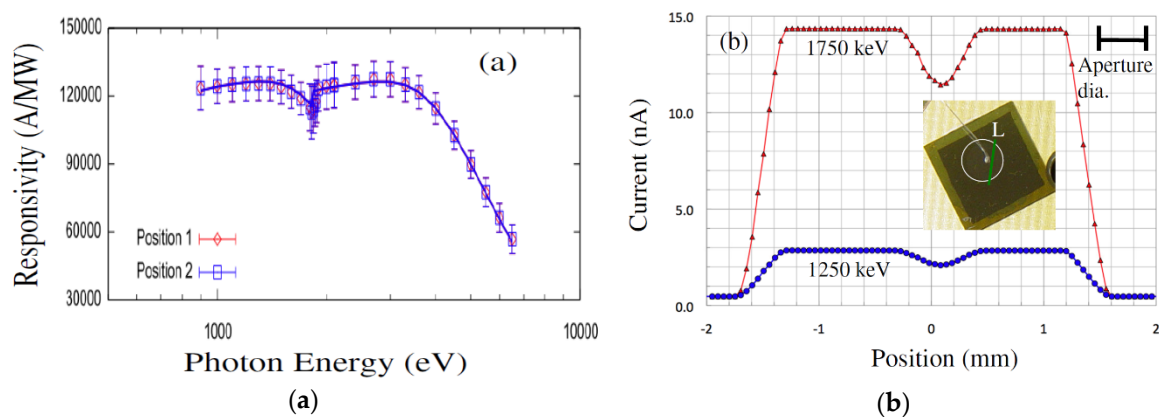 150000
120000
90000
60000
30000
Responsivity (A/MW)
(a)
Position 1
Position 2
1000
10000
Photon Energy (eV)
(a)
15.0
10.0
5.0
0.0
Current (nA)
(b)
1750 keV
Aperture
dia.
L
1250 keV
-2
-1
0
1
2
Position (mm)
(b)